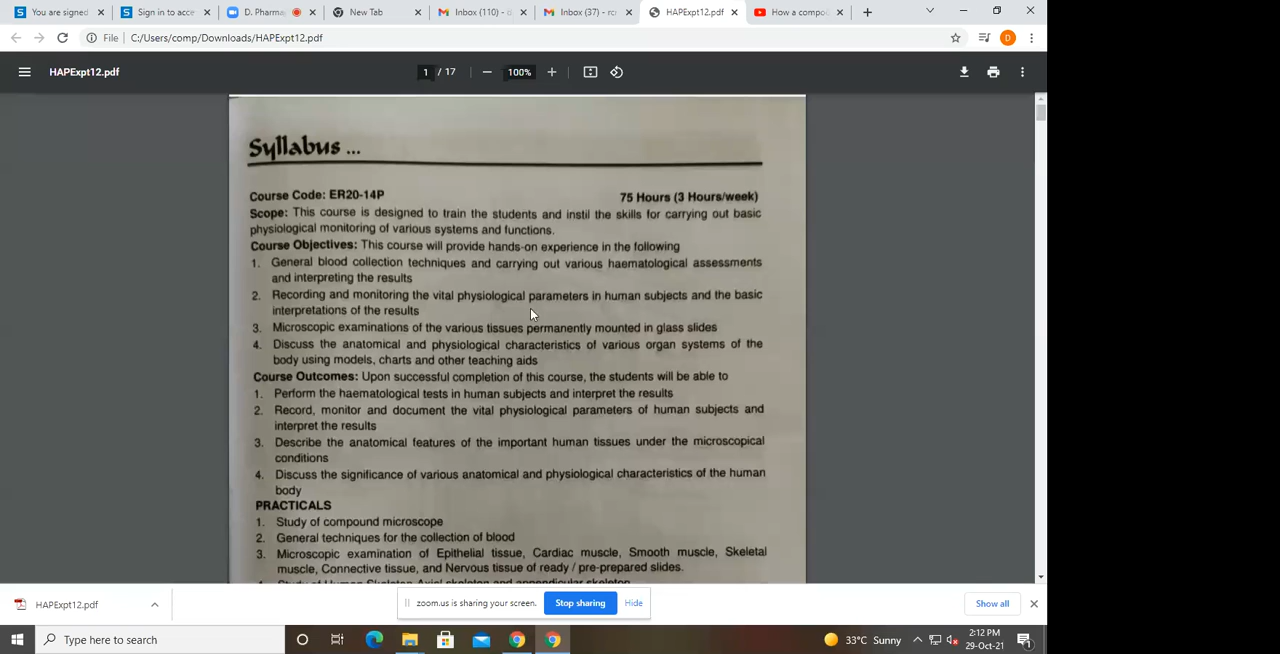 You are signed
Sign in to acce
D. Pharma
New Tab
Inbox (110) - d
Inbox (37) - rcr
HAPExpt12.pdf
How a compo
File
C:/Users/comp/Downloads/HAPExpt12.pdf
D
HAPExpt12.pdf
1 / 17
100%
Syllabus ...
Course Code: ER20-14P
75 Hours (3 Hours/week)
Scope: This course is designed to train the students and instil the skills for carrying out basic
physiological monitoring of various systems and functions.
Course Objectives: This course will provide hands-on experience in the following
1. General blood collection techniques and carrying out various haematological assessments
and interpreting the results
2. Recording and monitoring the vital physiological parameters in human subjects and the basic
interpretations of the results
3. Microscopic examinations of the various tissues permanently mounted in glass slides
4. Discuss the anatomical and physiological characteristics of various organ systems of the
body using models, charts and other teaching aids
Course Outcomes: Upon successful completion of this course, the students will be able to
1. Perform the haematological tests in human subjects and interpret the results
2. Record, monitor and document the vital physiological parameters of human subjects and
interpret the results
3. Describe the anatomical features of the important human tissues under the microscopical
conditions
4. Discuss the significance of various anatomical and physiological characteristics of the human
body
PRACTICALS
1. Study of compound microscope
2. General techniques for the collection of blood
3. Microscopic examination of Epithelial tissue, Cardiac muscle, Smooth muscle, Skeletal
muscle, Connective tissue, and Nervous tissue of ready / pre-prepared slides.
4. Study of Human Skeleton-Axial skeleton and appendicular skeleton
HAPExpt12.pdf
zoom.us is sharing your screen.
Stop sharing
Hide
Show all
Type here to search
33°C Sunny
2:12 PM
29-Oct-21
1